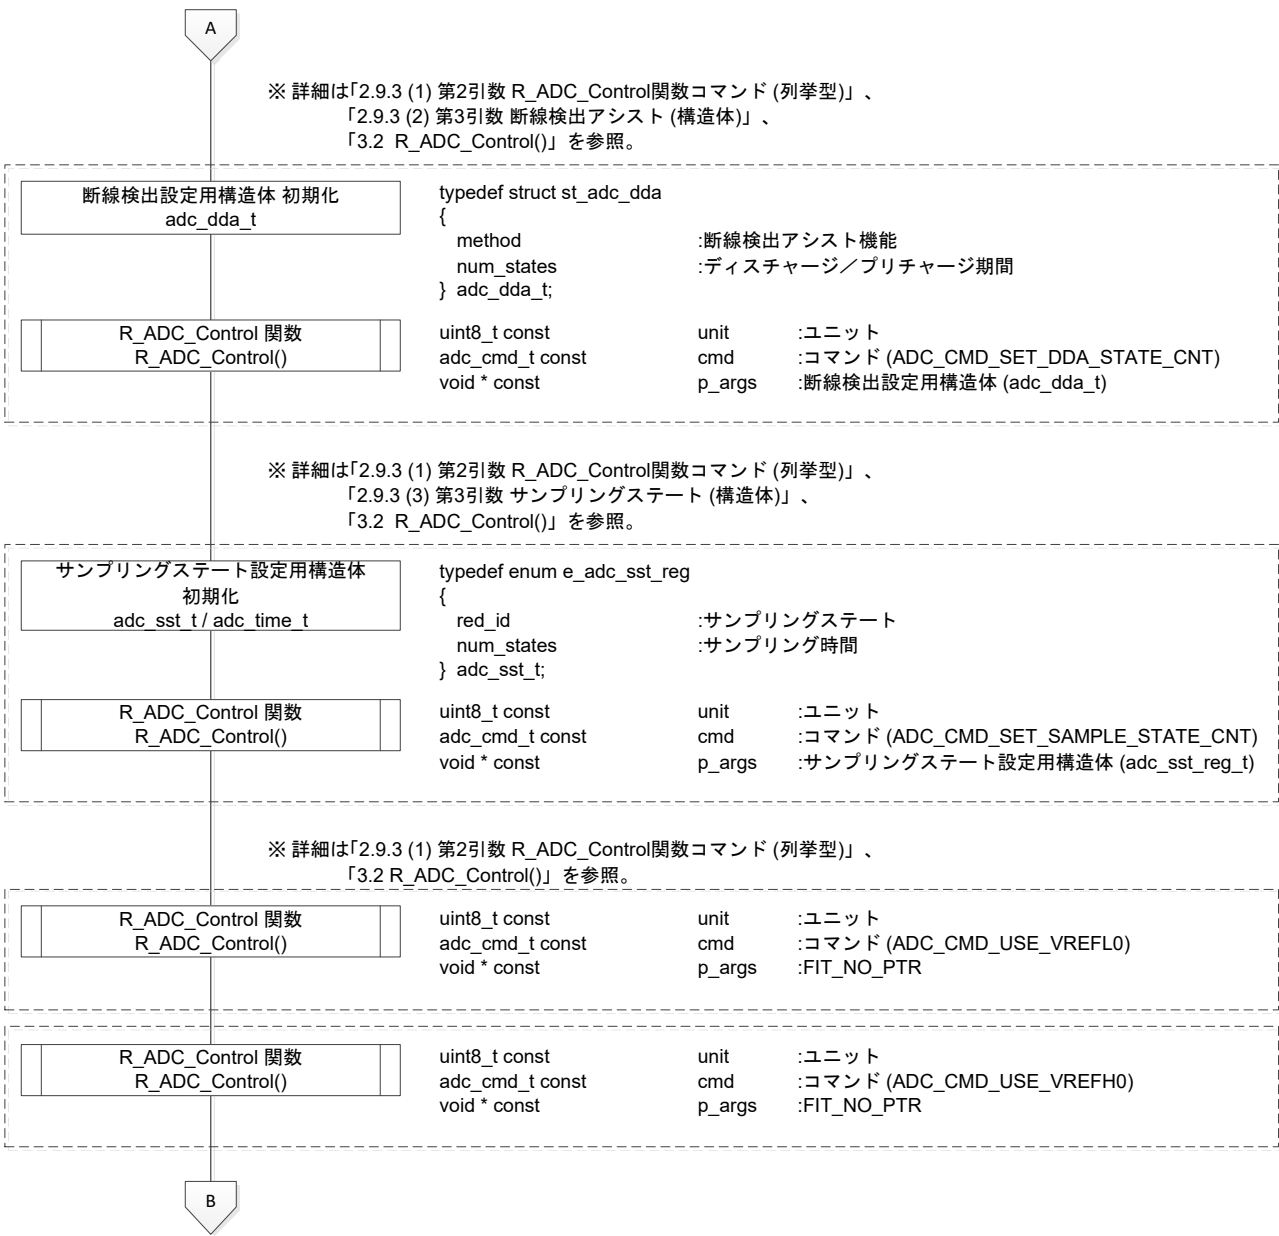 A
※ 詳細は「2.9.3 (1) 第2引数 R_ADC_Control関数コマンド (列挙型)」、
「2.9.3 (2) 第3引数 断線検出アシスト (構造体)」、
「3.2 R_ADC_Control()」を参照。
断線検出設定用構造体 初期化
adc_dda_t
typedef struct st_adc_dda
{
method :断線検出アシスト機能
num_states :ディスチャージ／プリチャージ期間
} adc_dda_t;
R_ADC_Control 関数
R_ADC_Control()
uint8_t const unit :ユニット
adc_cmd_t const cmd :コマンド (ADC_CMD_SET_DDA_STATE_CNT)
void * const p_args :断線検出設定用構造体 (adc_dda_t)
※ 詳細は「2.9.3 (1) 第2引数 R_ADC_Control関数コマンド (列挙型)」、
「2.9.3 (3) 第3引数 サンプリングステート (構造体)」、
「3.2 R_ADC_Control()」を参照。
サンプリングステート設定用構造体
初期化
adc_sst_t / adc_time_t
typedef enum e_adc_sst_reg
{
red_id :サンプリングステート
num_states :サンプリング時間
} adc_sst_t;
R_ADC_Control 関数
R_ADC_Control()
uint8_t const unit :ユニット
adc_cmd_t const cmd :コマンド (ADC_CMD_SET_SAMPLE_STATE_CNT)
void * const p_args :サンプリングステート設定用構造体 (adc_sst_reg_t)
※ 詳細は「2.9.3 (1) 第2引数 R_ADC_Control関数コマンド (列挙型)」、
「3.2 R_ADC_Control()」を参照。
R_ADC_Control 関数
R_ADC_Control()
uint8_t const unit :ユニット
adc_cmd_t const cmd :コマンド (ADC_CMD_USE_VREFL0)
void * const p_args :FIT_NO_PTR
R_ADC_Control 関数
R_ADC_Control()
uint8_t const unit :ユニット
adc_cmd_t const cmd :コマンド (ADC_CMD_USE_VREFH0)
void * const p_args :FIT_NO_PTR
B